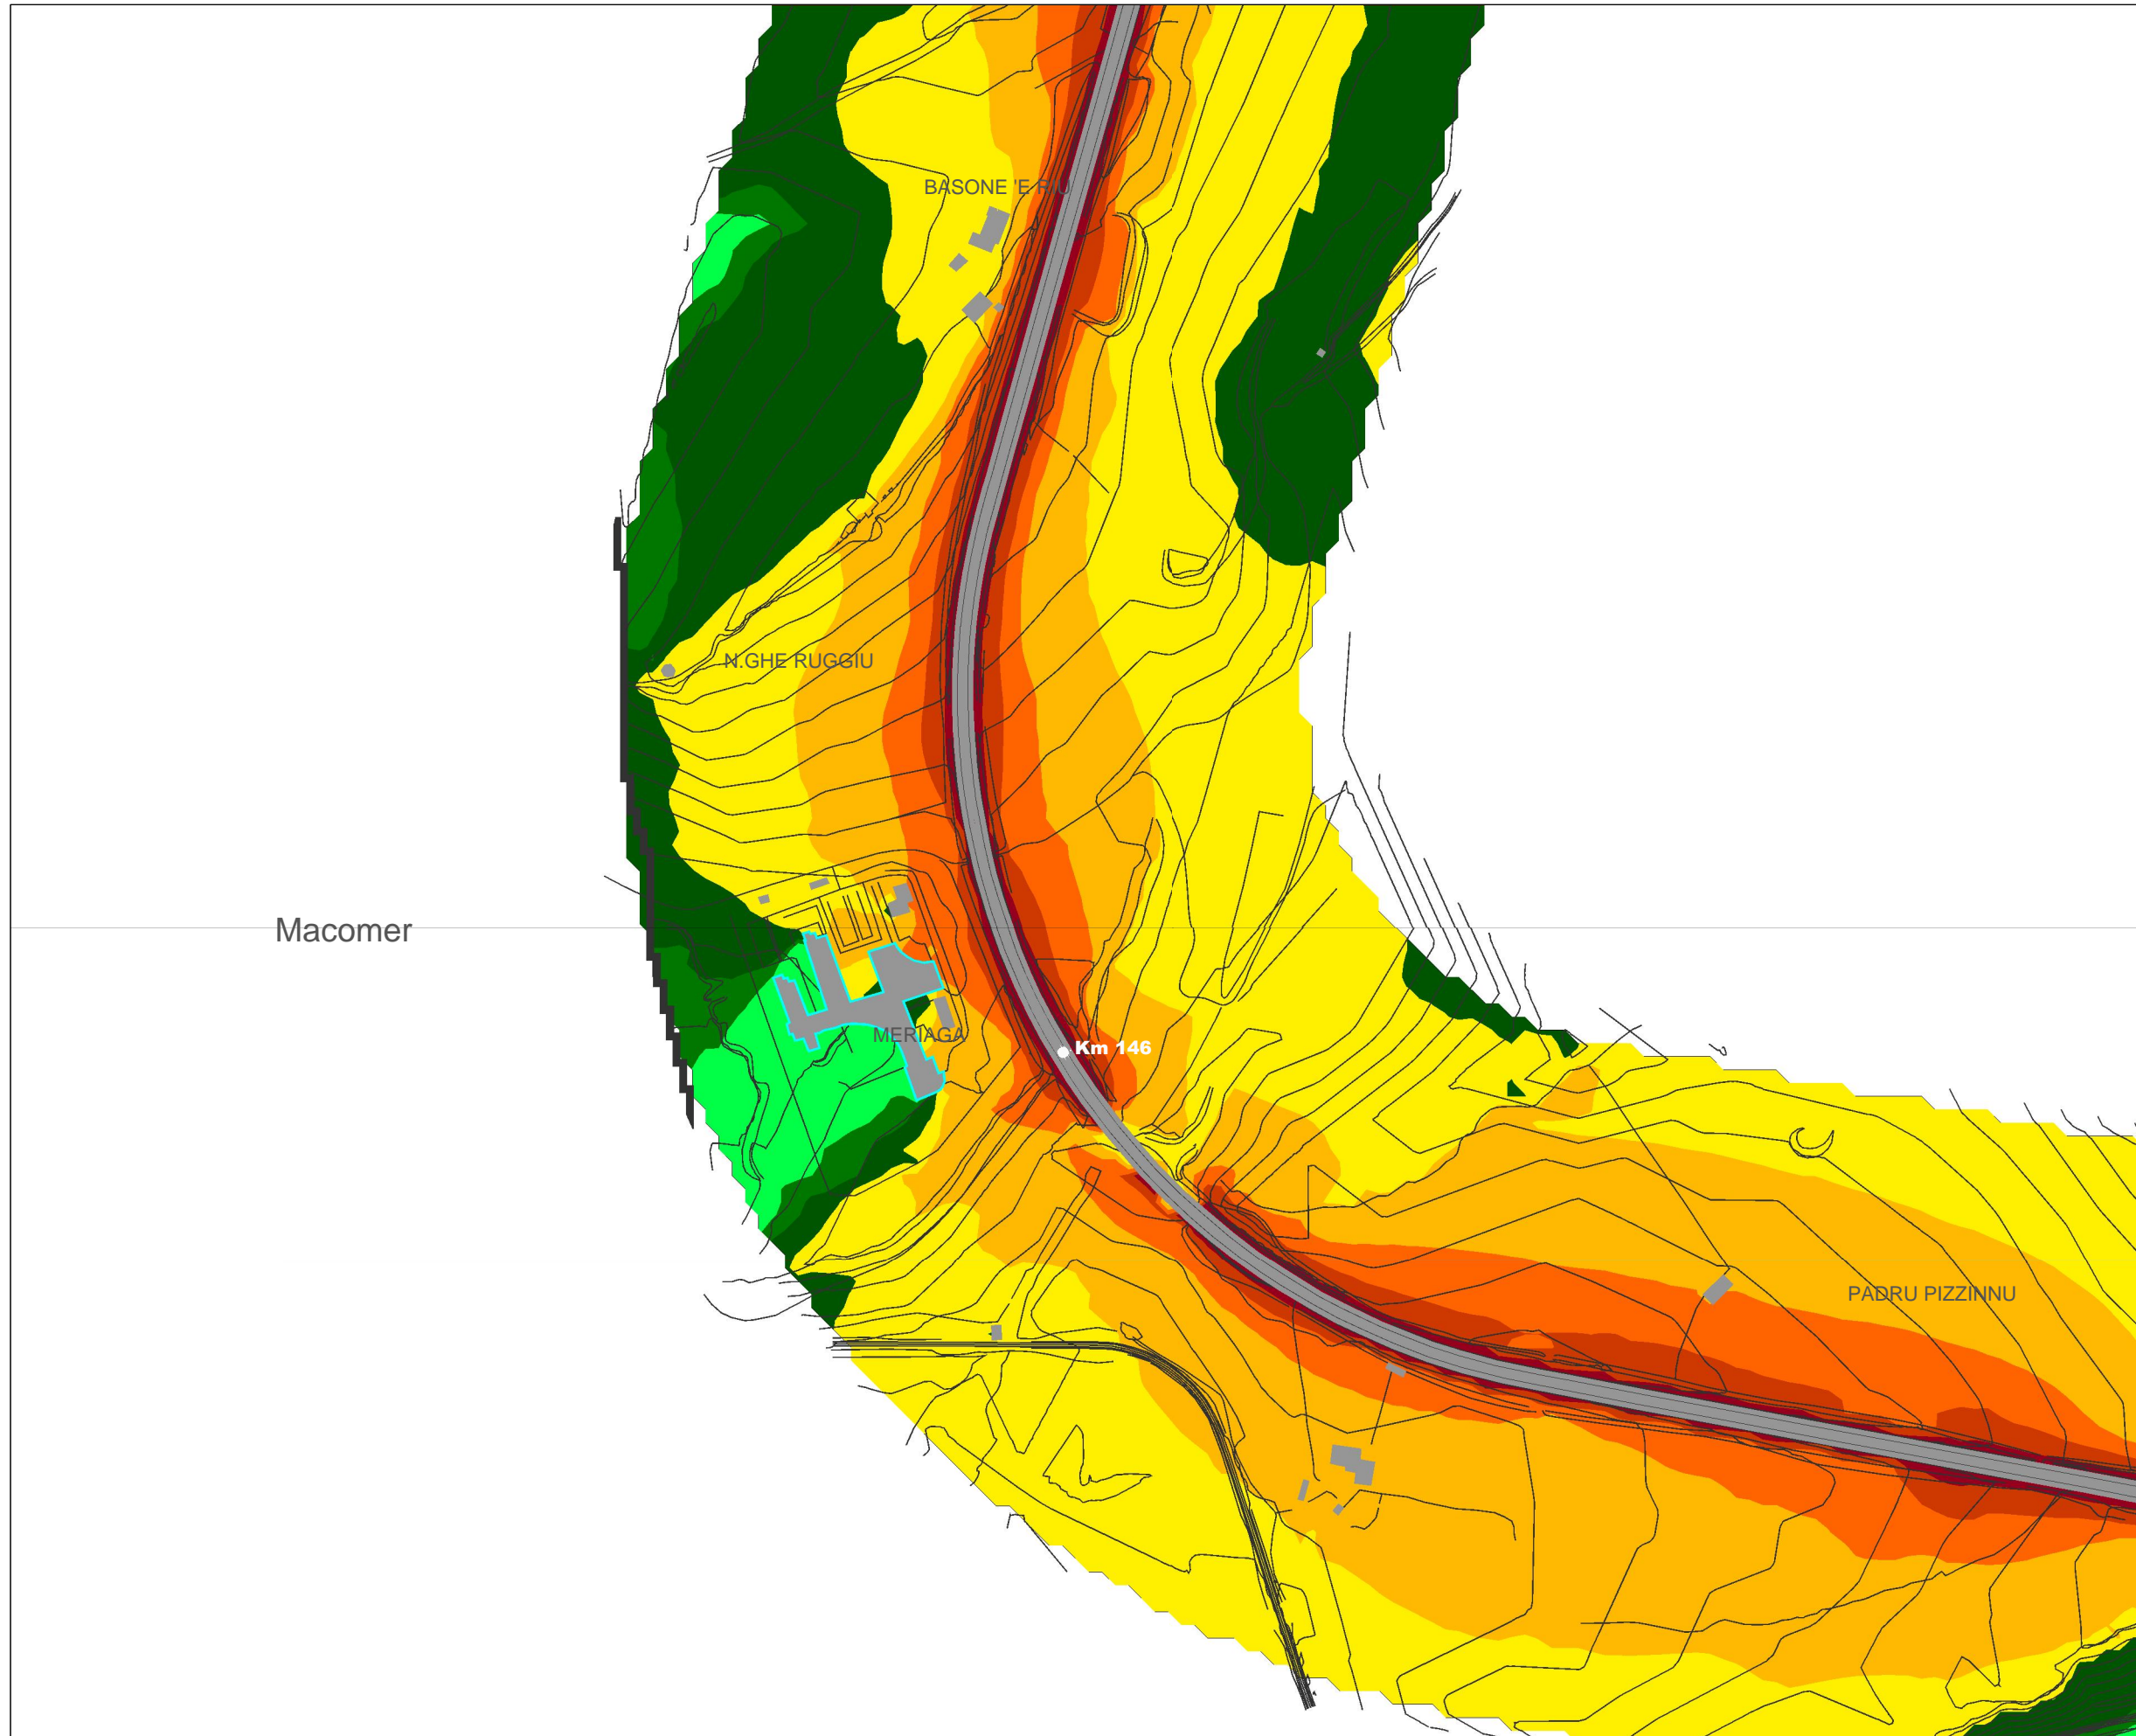 BASONE 'E RIU
N.GHE RUGGIU
Macomer
MERIAGA
Km 146
PADRU PIZZINNU